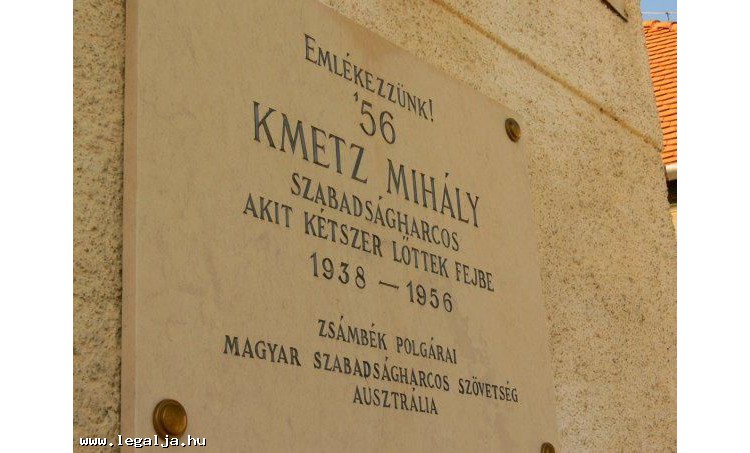 EMLÉKEZZÜNK!
'56
KMETZ MIHÁLY
SZABADSÁGHARCOS
AKIT KÉTSZER LŐTTEK FEJBE
1938 – 1956
ZSÁMBÉK POLGÁRAI
MAGYAR SZABADSÁGHARCOS SZÖVETSÉG
AUSZTRÁLIA
www.legalja.hu